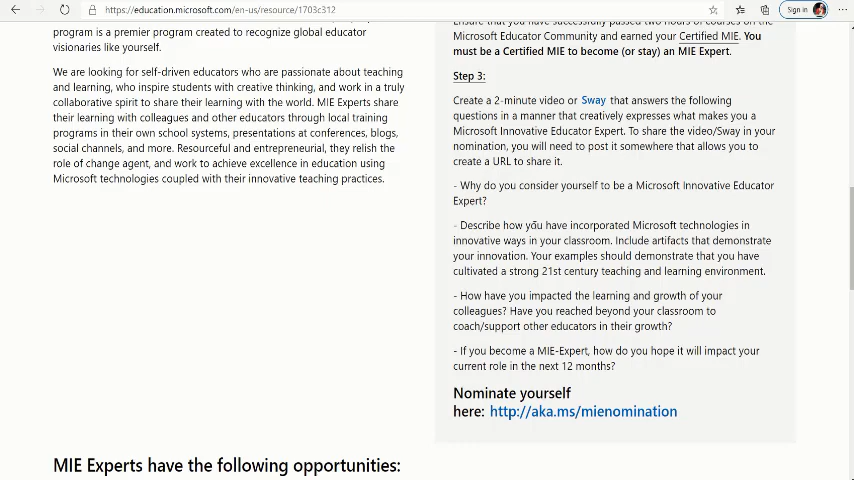 https://education.microsoft.com/en-us/resource/1703c312
Sign in
program is a premier program created to recognize global educator
visionaries like yourself.
We are looking for self-driven educators who are passionate about teaching
and learning, who inspire students with creative thinking, and work in a truly
collaborative spirit to share their learning with the world. MIE Experts share
their learning with colleagues and other educators through local training
programs in their own school systems, presentations at conferences, blogs,
social channels, and more. Resourceful and entrepreneurial, they relish the
role of change agent, and work to achieve excellence in education using
Microsoft technologies coupled with their innovative teaching practices.
Ensure that you have successfully passed two hours of courses on the
Microsoft Educator Community and earned your Certified MIE. You
must be a Certified MIE to become (or stay) an MIE Expert.
Step 3:
Create a 2-minute video or Sway that answers the following
questions in a manner that creatively expresses what makes you a
Microsoft Innovative Educator Expert. To share the video/Sway in your
nomination, you will need to post it somewhere that allows you to
create a URL to share it.
- Why do you consider yourself to be a Microsoft Innovative Educator
Expert?
- Describe how you have incorporated Microsoft technologies in
innovative ways in your classroom. Include artifacts that demonstrate
your innovation. Your examples should demonstrate that you have
cultivated a strong 21st century teaching and learning environment.
- How have you impacted the learning and growth of your
colleagues? Have you reached beyond your classroom to
coach/support other educators in their growth?
- If you become a MIE-Expert, how do you hope it will impact your
current role in the next 12 months?
Nominate yourself
here: http://aka.ms/mienomination
MIE Experts have the following opportunities: